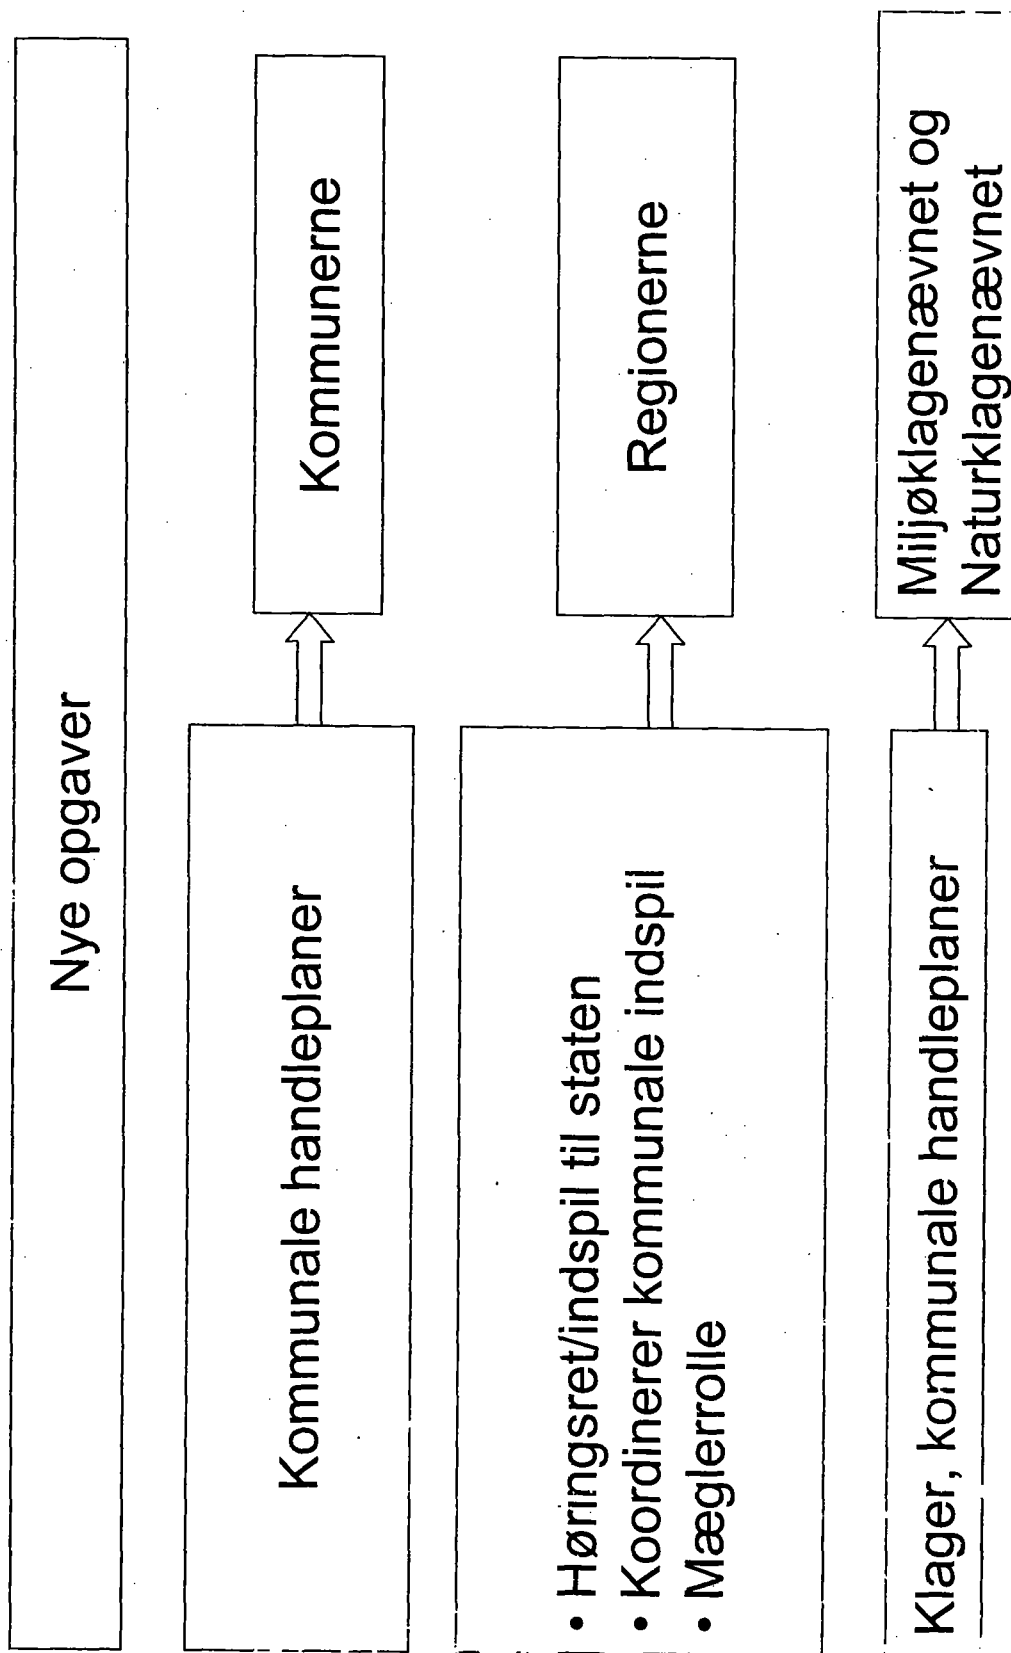 Nye opgaver
Kommunale handleplaner
Kommunerne
• Høringsret/indspil til staten
• Koordinerer kommunale indspil
• Mæglerrolle
Regionerne
Klager, kommunale handleplaner
Miljøklagenævnet og
Naturklagenævnet